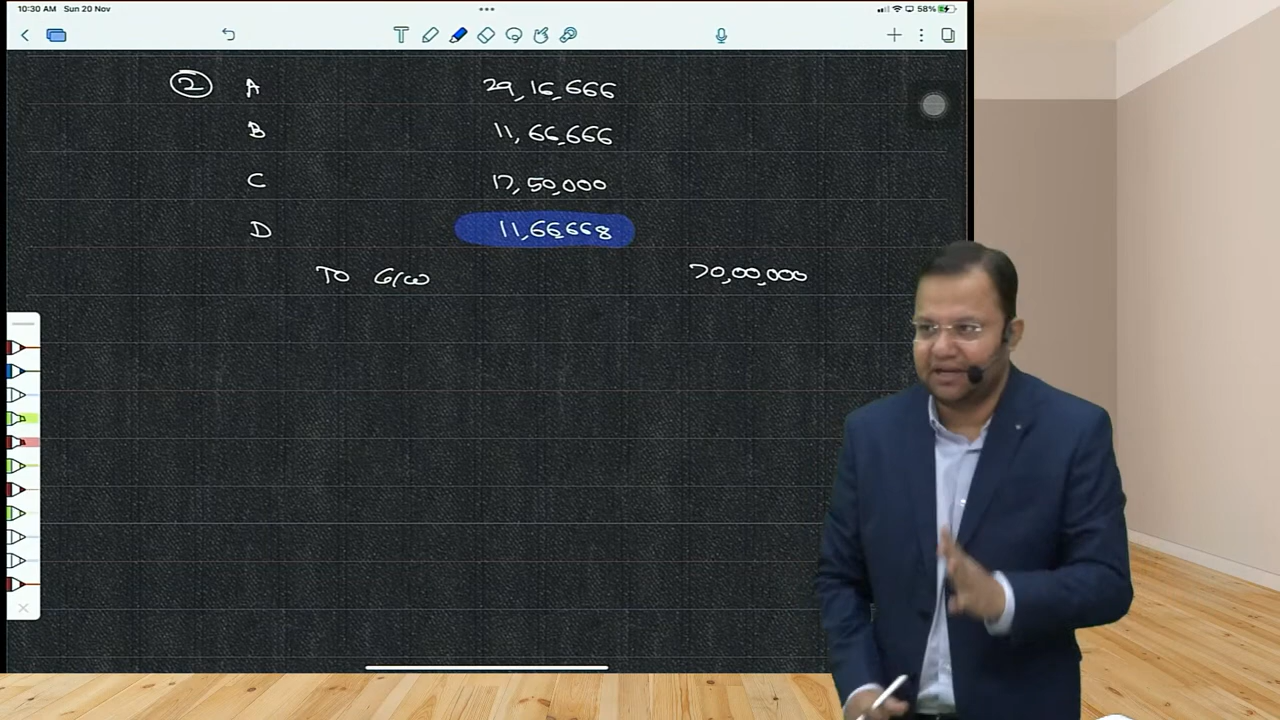 10:30 AM Sun 20 Nov
58%
② A 29,16,666
B 11,66,666
C 17,50,000
D 11,66,668
TO G/W 70,00,000